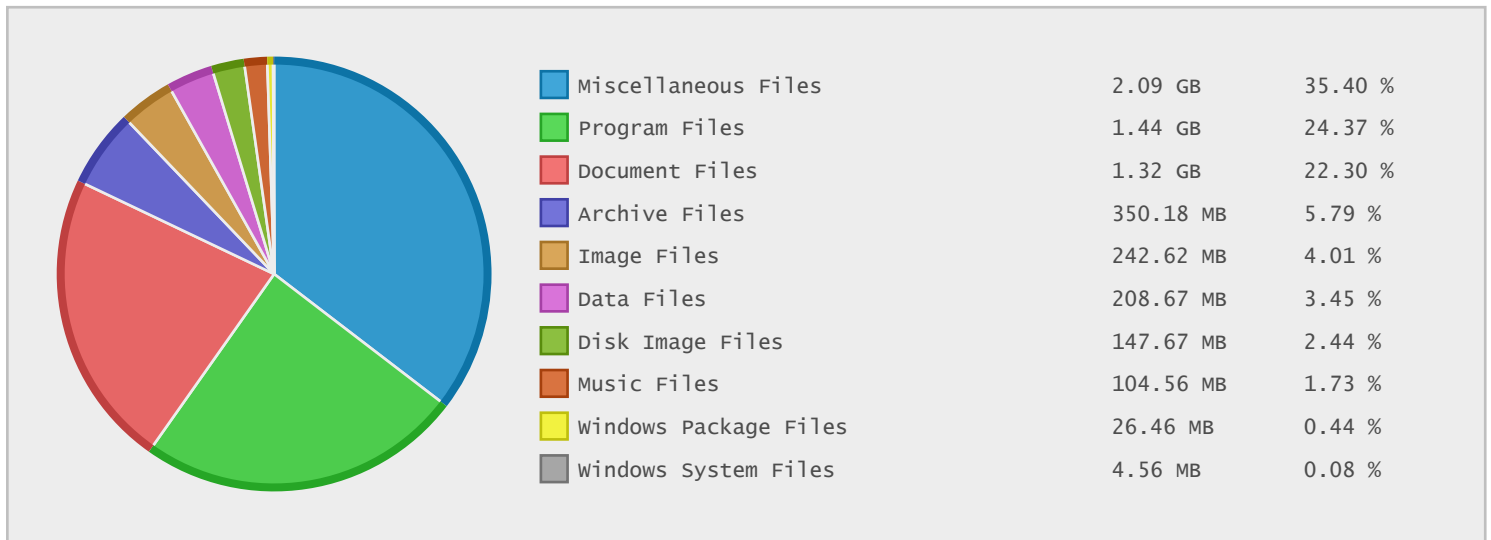 Miscellaneous Files 2.09 GB 35.40 %
Program Files 1.44 GB 24.37 %
Document Files 1.32 GB 22.30 %
Archive Files 350.18 MB 5.79 %
Image Files 242.62 MB 4.01 %
Data Files 208.67 MB 3.45 %
Disk Image Files 147.67 MB 2.44 %
Music Files 104.56 MB 1.73 %
Windows Package Files 26.46 MB 0.44 %
Windows System Files 4.56 MB 0.08 %